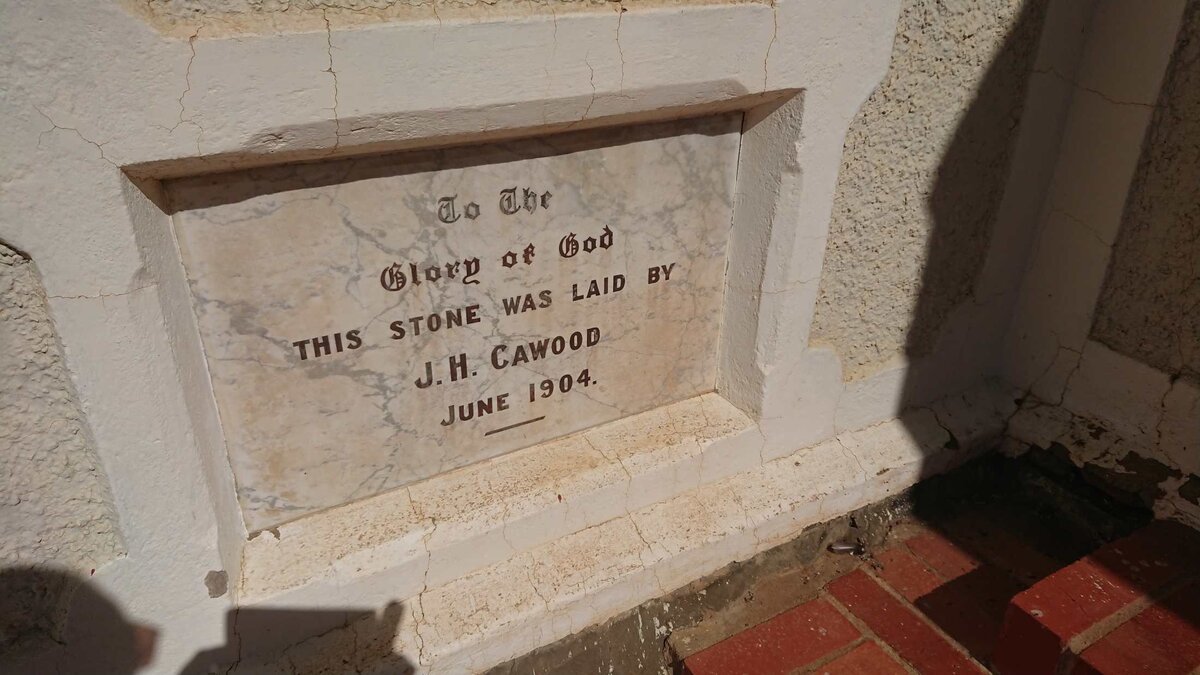 To The
Glory of God
THIS STONE WAS LAID BY
J.H. CAWOOD
JUNE 1904.